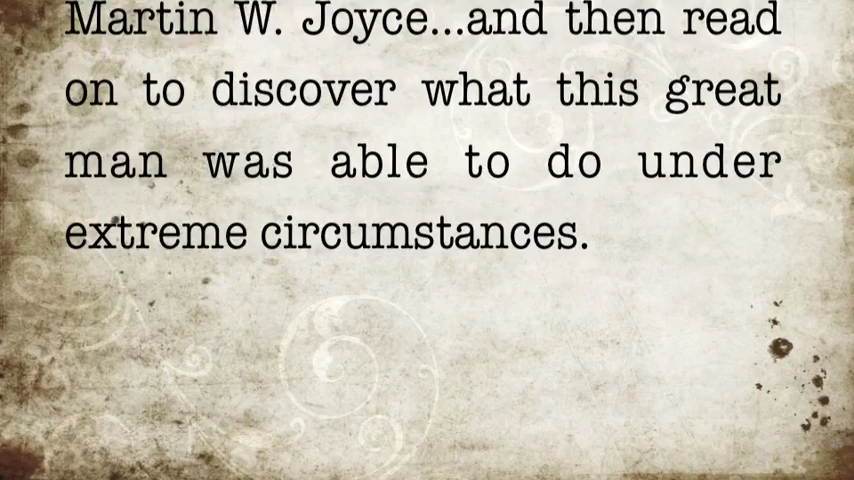 Martin W. Joyce...and then read
on to discover what this great
man was able to do under
extreme circumstances.